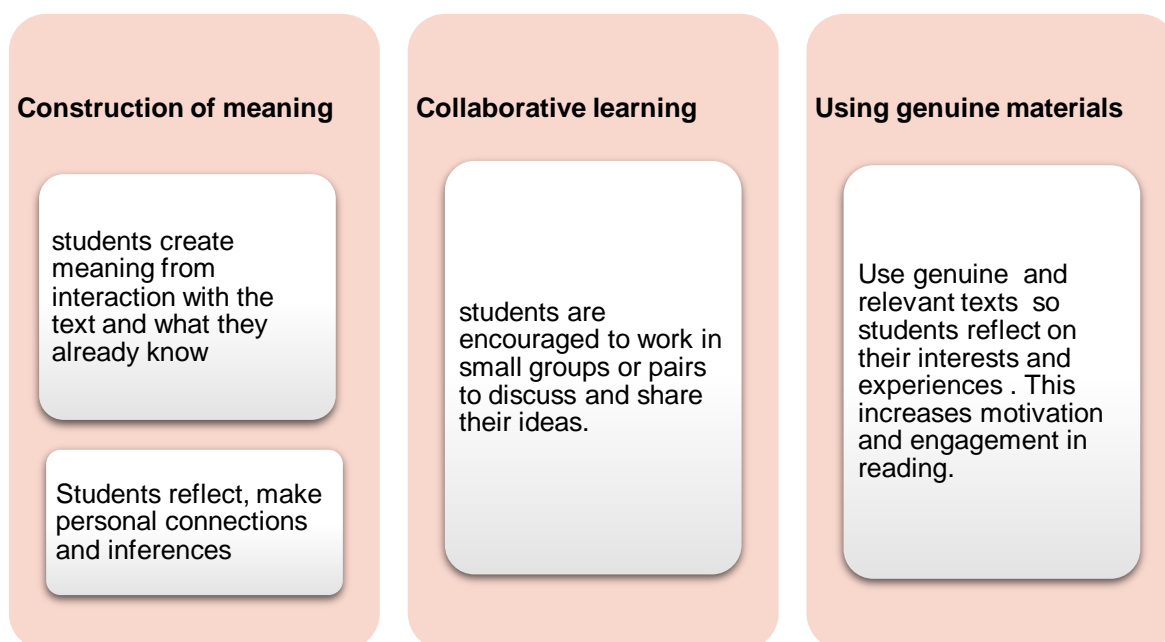 Construction of meaning
students create
meaning from
interaction with the
text and what they
already know
Students reflect, make
personal connections
and inferences
Collaborative learning
students are
encouraged to work in
small groups or pairs
to discuss and share
their ideas.
Using genuine materials
Use genuine  and
relevant texts  so
students reflect on
their interests and
experiences . This
increases motivation
and engagement in
reading.